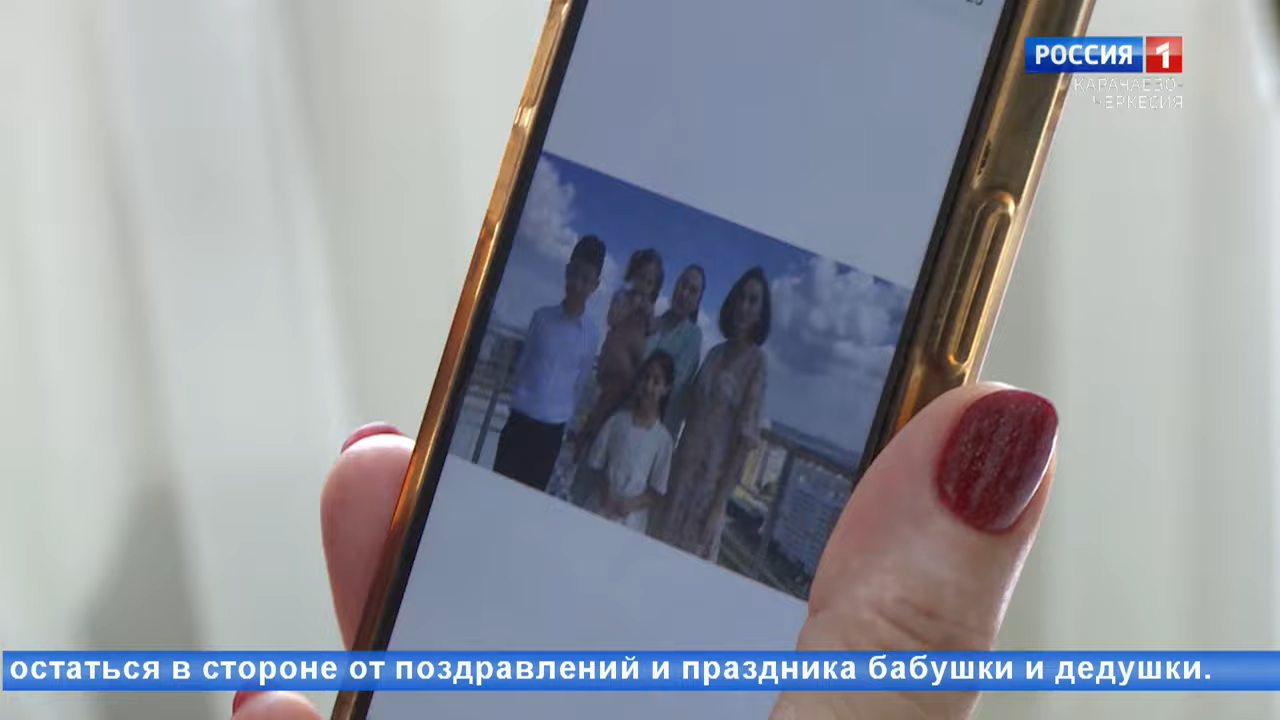 РОССИЯ 1
КАРАЧАЕВО-
ЧЕРКЕСИЯ
остаться в стороне от поздравлений и праздника бабушки и дедушки.